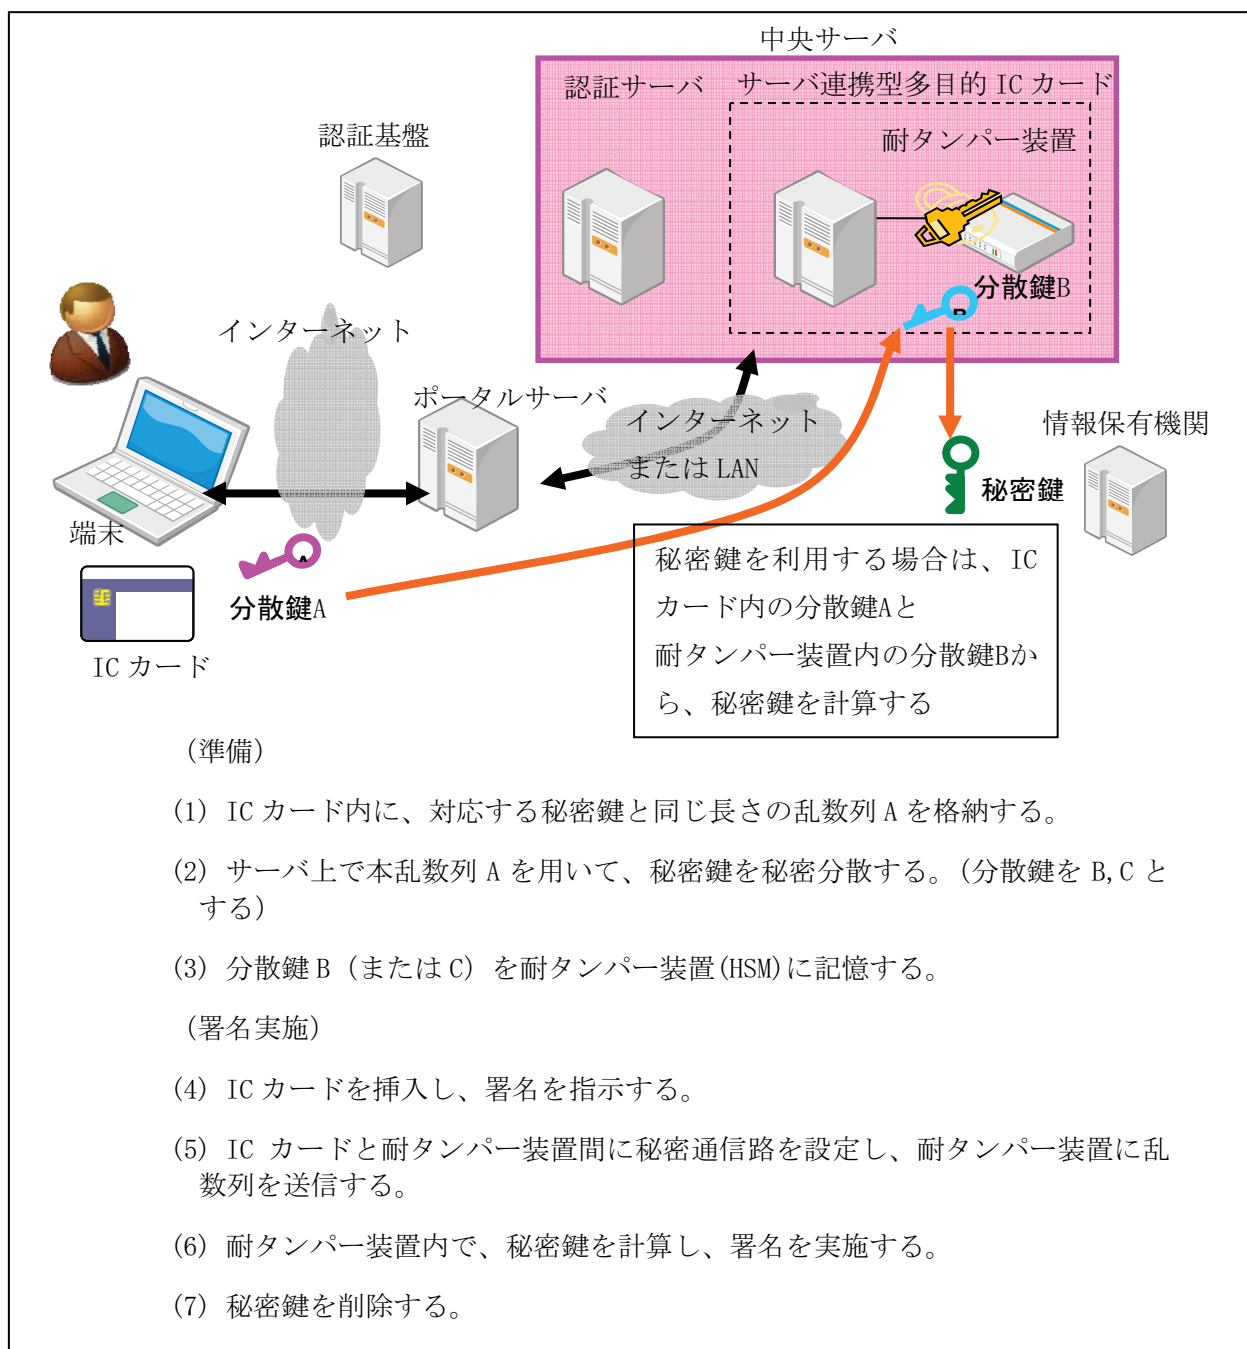 中央サーバ
認証サーバ
サーバ連携型多目的 IC カード
耐タンパー装置
認証基盤
分散鍵B
B
インターネット
ポータルサーバ
インターネット
または LAN
情報保有機関
秘密鍵
端末
A
分散鍵A
IC カード
秘密鍵を利用する場合は、IC
カード内の分散鍵Aと
耐タンパー装置内の分散鍵Bか
ら、秘密鍵を計算する
（準備）
(1) IC カード内に、対応する秘密鍵と同じ長さの乱数列 A を格納する。
(2) サーバ上で本乱数列 A を用いて、秘密鍵を秘密分散する。（分散鍵を B,C と
する）
(3) 分散鍵 B（または C）を耐タンパー装置(HSM)に記憶する。
（署名実施）
(4) IC カードを挿入し、署名を指示する。
(5) IC カードと耐タンパー装置間に秘密通信路を設定し、耐タンパー装置に乱
数列を送信する。
(6) 耐タンパー装置内で、秘密鍵を計算し、署名を実施する。
(7) 秘密鍵を削除する。